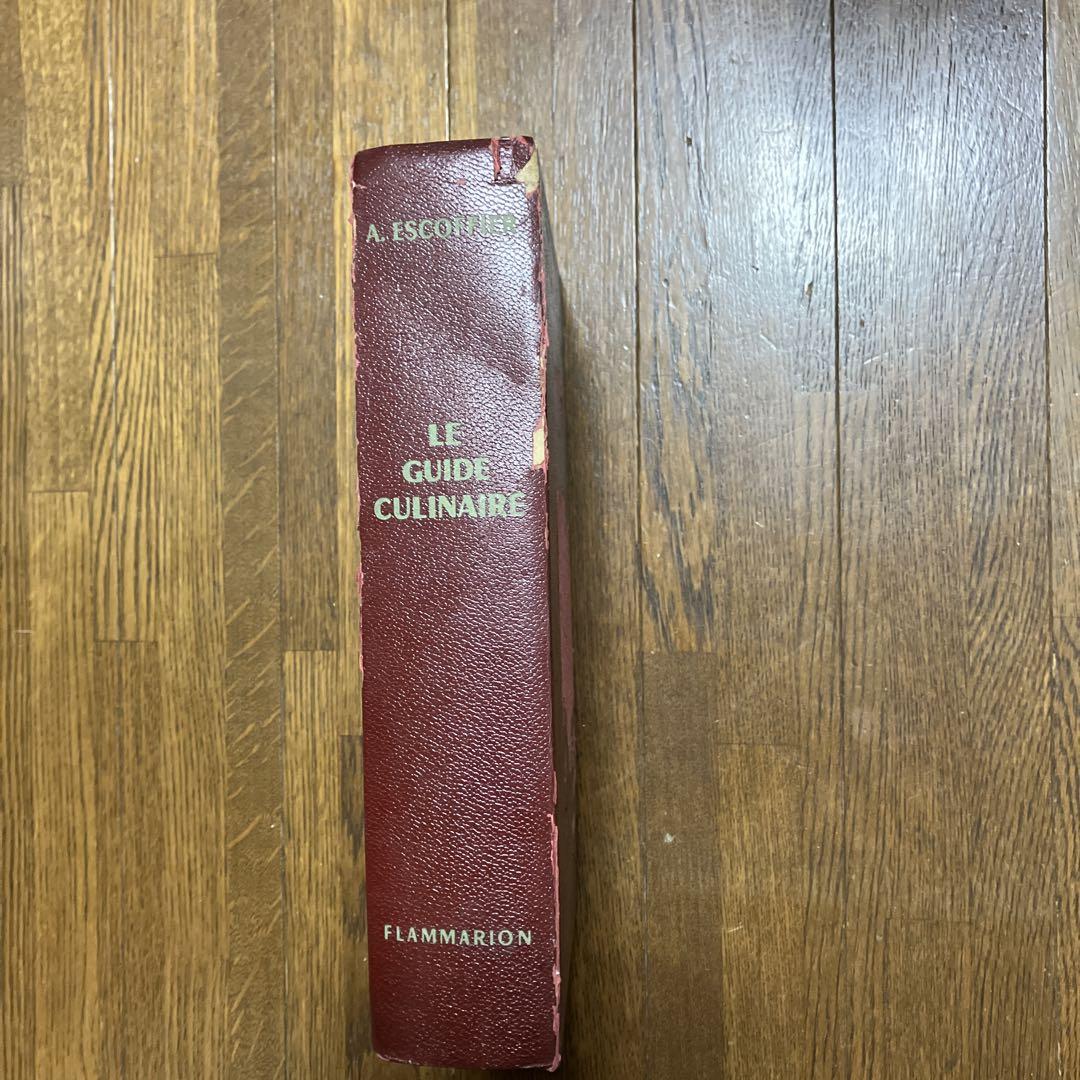 A. ESCOFFIER
LE
GUIDE
CULINAIRE
FLAMMARION